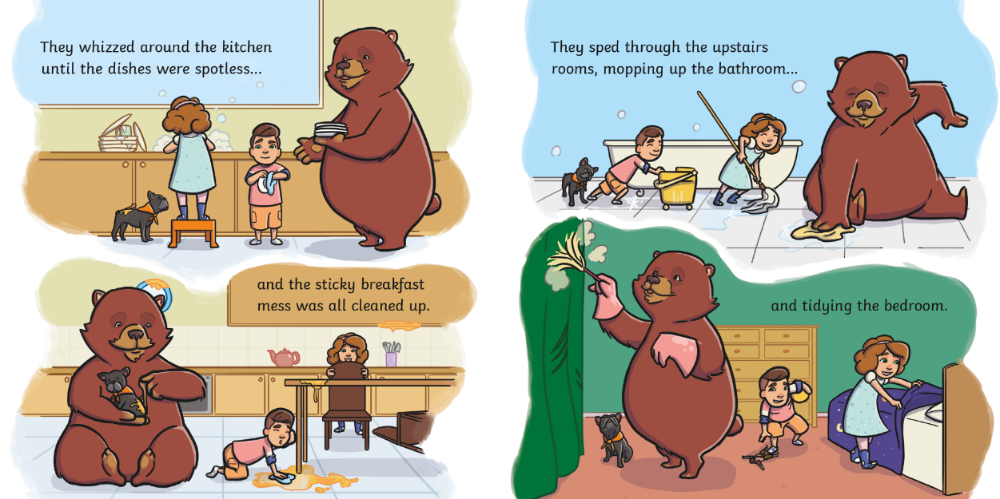 They whizzed around the kitchen
until the dishes were spotless...
and the sticky breakfast
mess was all cleaned up.
They sped through the upstairs
rooms, mopping up the bathroom...
and tidying the bedroom.